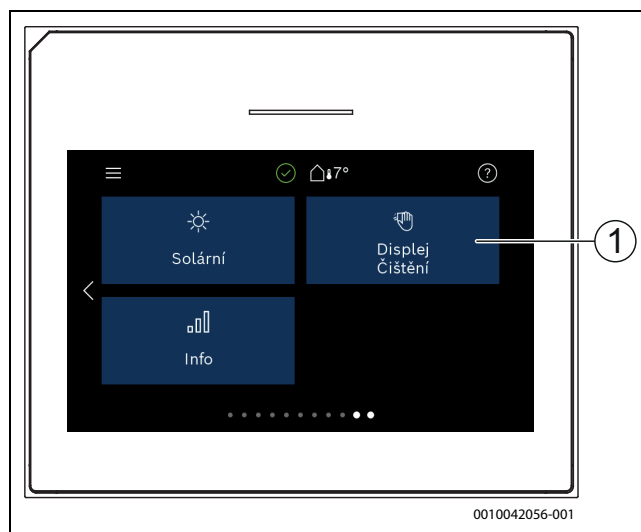 7°
?
Solární
Displej
Čištění
1
Info
0010042056-001